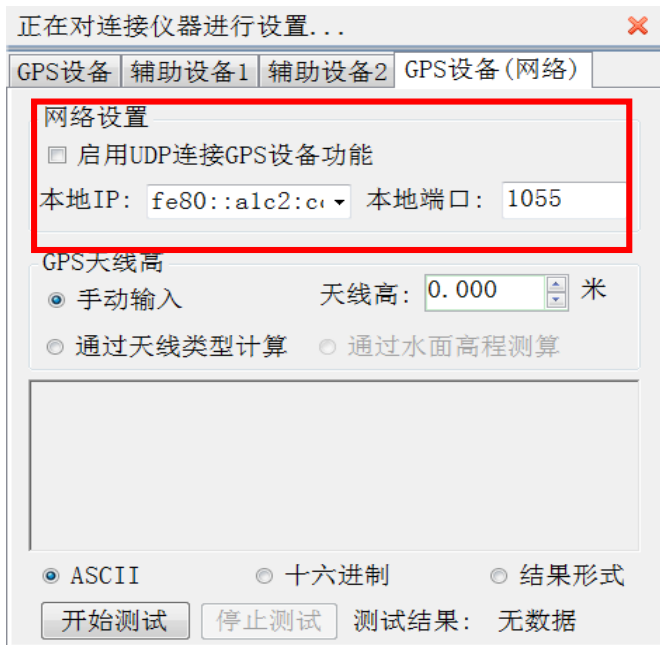 正在对连接仪器进行设置...
GPS设备 辅助设备1 辅助设备2 GPS设备(网络)
网络设置
启用UDP连接GPS设备功能
本地IP: fe80::a1c2:c 本地端口: 1055
GPS天线高
手动输入 天线高: 0.000 米
通过天线类型计算 通过水面高程测算
ASCII 十六进制 结果形式
开始测试 停止测试 测试结果: 无数据